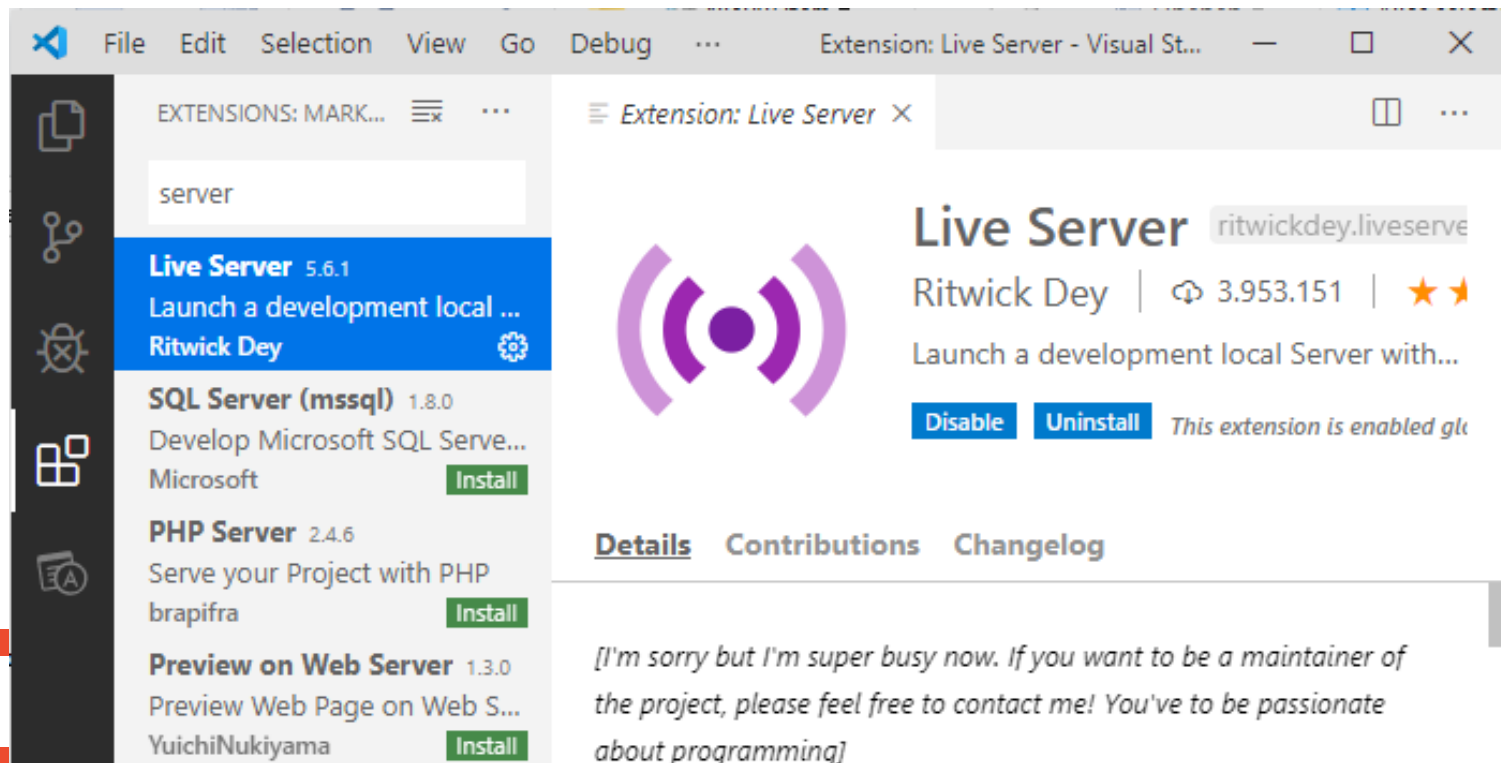 File Edit Selection View Go Debug ... Extension: Live Server - Visual St...
EXTENSIONS: MARK...
server
Live Server 5.6.1
Launch a development local ...
Ritwick Dey
SQL Server (mssql) 1.8.0
Develop Microsoft SQL Serve...
Microsoft Install
PHP Server 2.4.6
Serve your Project with PHP
brapifra Install
Preview on Web Server 1.3.0
Preview Web Page on Web S...
YuichiNukiyama Install
Extension: Live Server
Live Server ritwickdey.liveserve
Ritwick Dey 3.953.151
Launch a development local Server with...
Disable Uninstall This extension is enabled glo
Details Contributions Changelog
[I'm sorry but I'm super busy now. If you want to be a maintainer of
the project, please feel free to contact me! You've to be passionate
about programming]